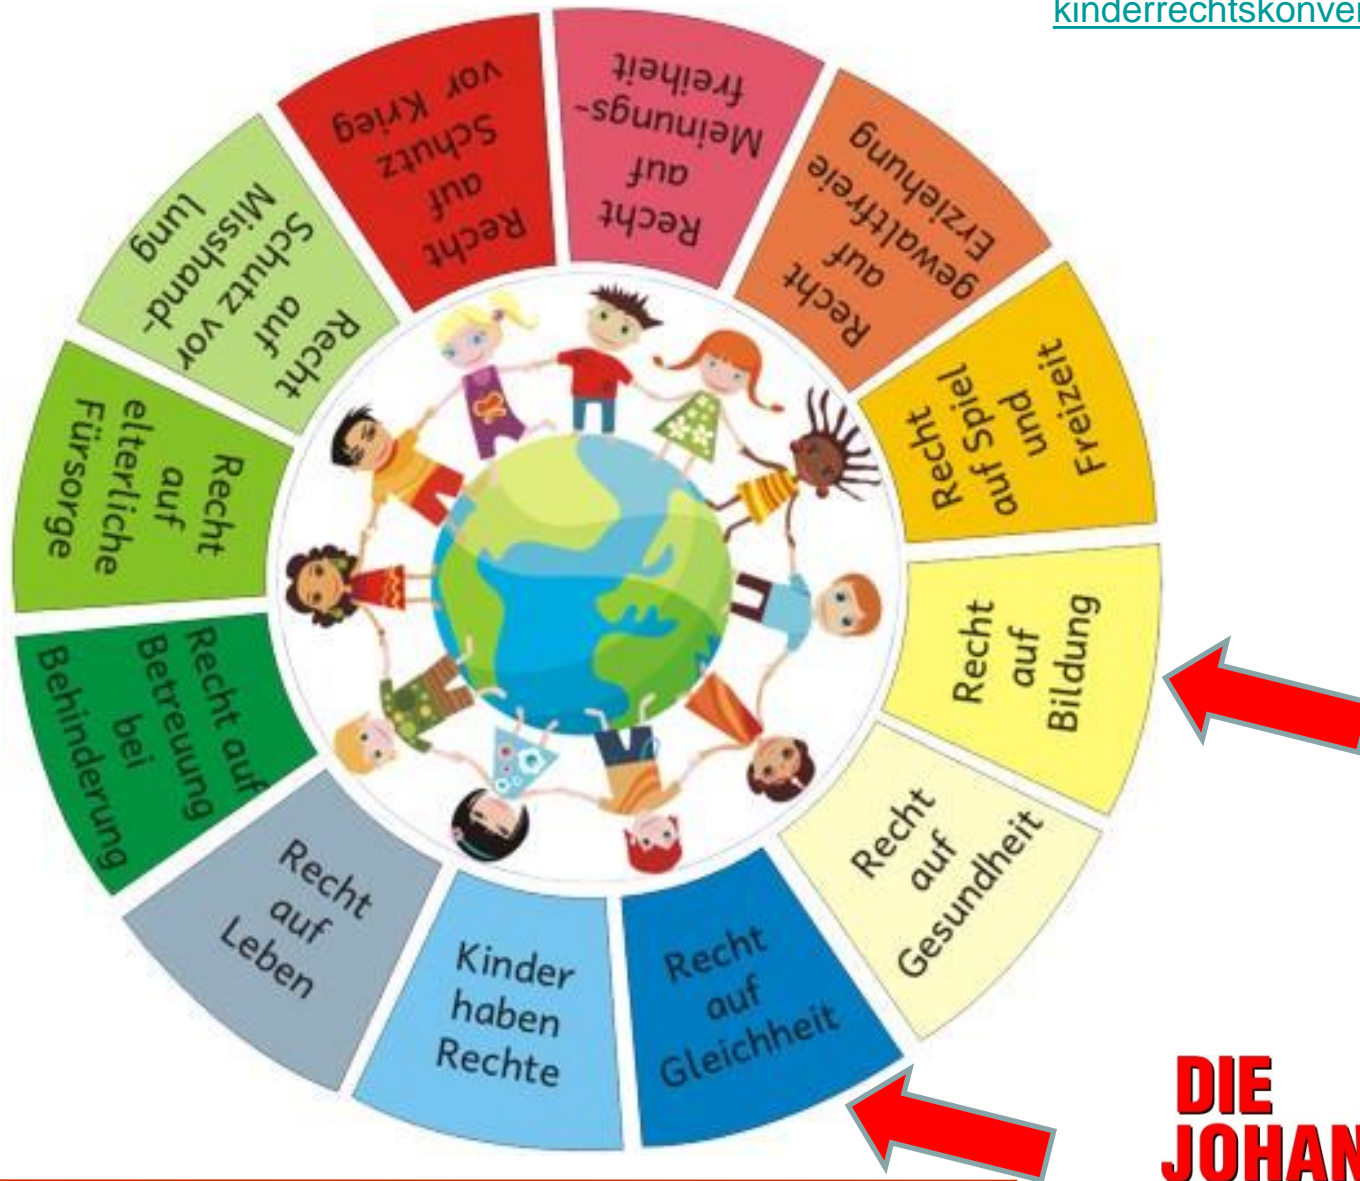 kinderrechtskonve
Recht
auf
Meinungs-
freiheit
Recht
auf
gewaltfreie
Erziehung
Recht
auf Spiel
und
Freizeit
Recht
auf
Bildung
Recht
auf
Gesundheit
Recht
auf
Gleichheit
Kinder
haben
Rechte
Recht
auf
Leben
Recht auf
Betreuung
bei
Behinderung
Recht
auf
elterliche
Fürsorge
Recht
auf
Schutz vor
Misshand-
lung
Recht
auf
Schutz
vor Krieg
DIE
JOHAN